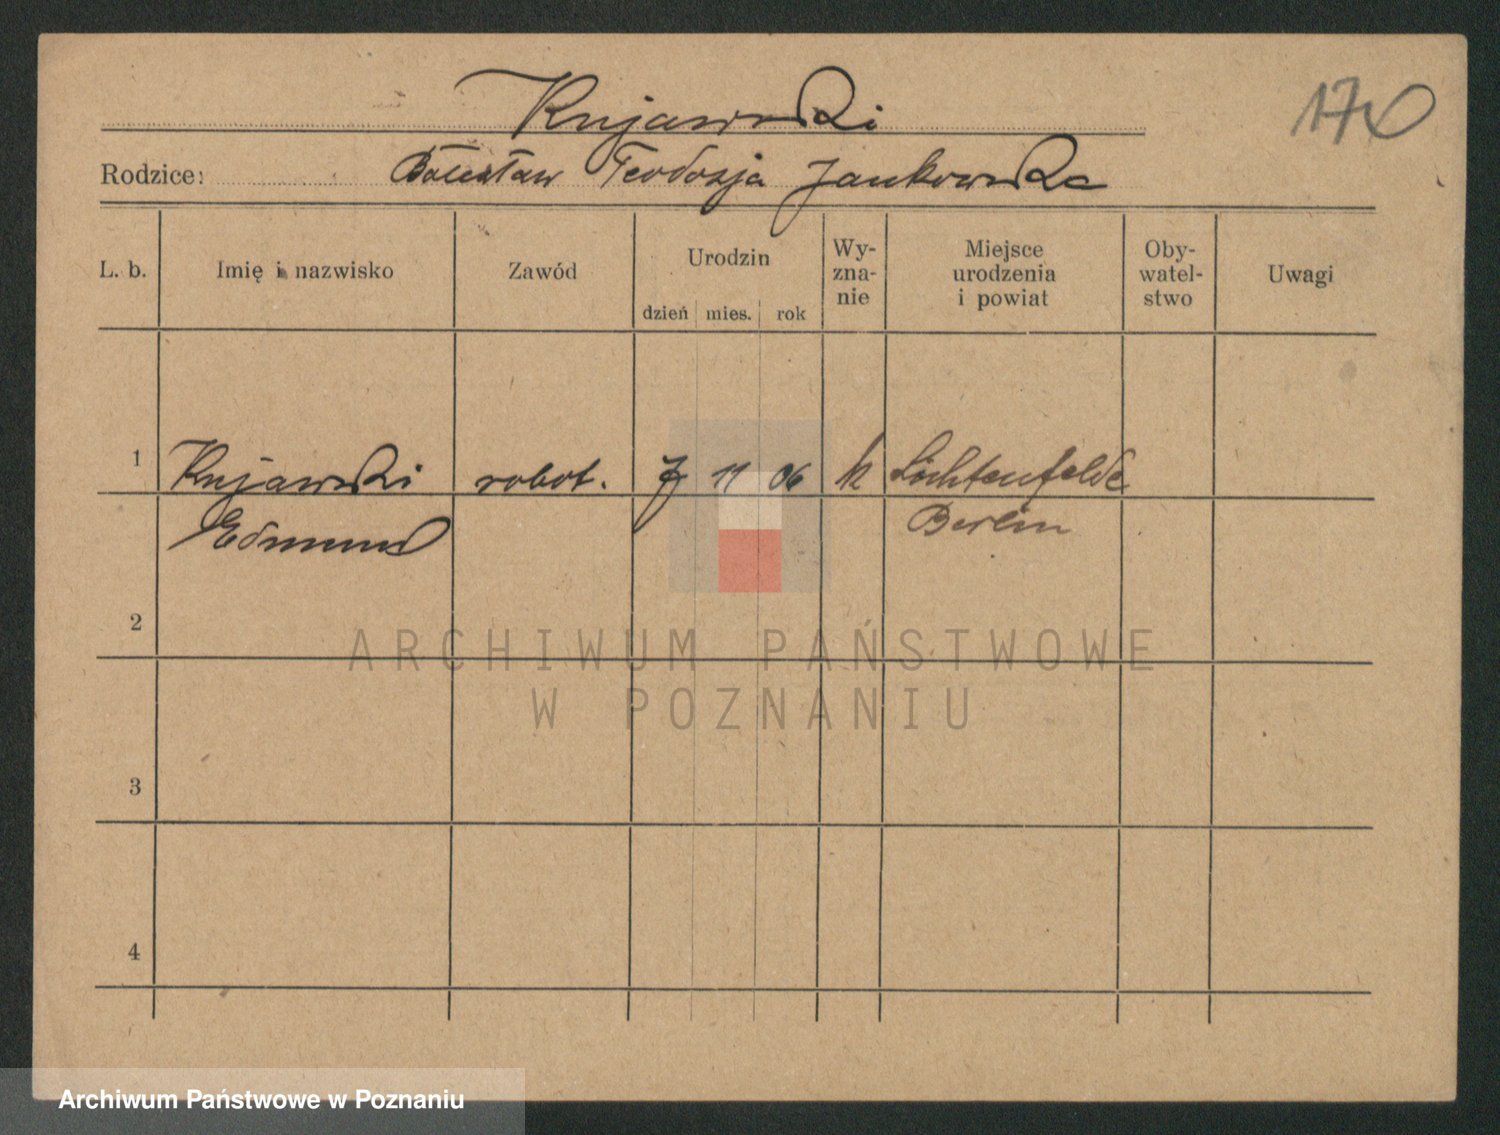 Kujawski
170
Rodzice: Bolesław Teodozja Jankowska
L. b.
Imię i nazwisko
Zawód
Urodzin
dzień mies. rok
Wy-
zna-
nie
Miejsce
urodzenia
i powiat
Oby-
watel-
stwo
Uwagi
1 Kujawski robot. 7 11 06 k Lichtenfelde
Edmund Berlin
2
ARCHIWUM PAŃSTWOWE
W POZNANIU
3
4
Archiwum Państwowe w Poznaniu